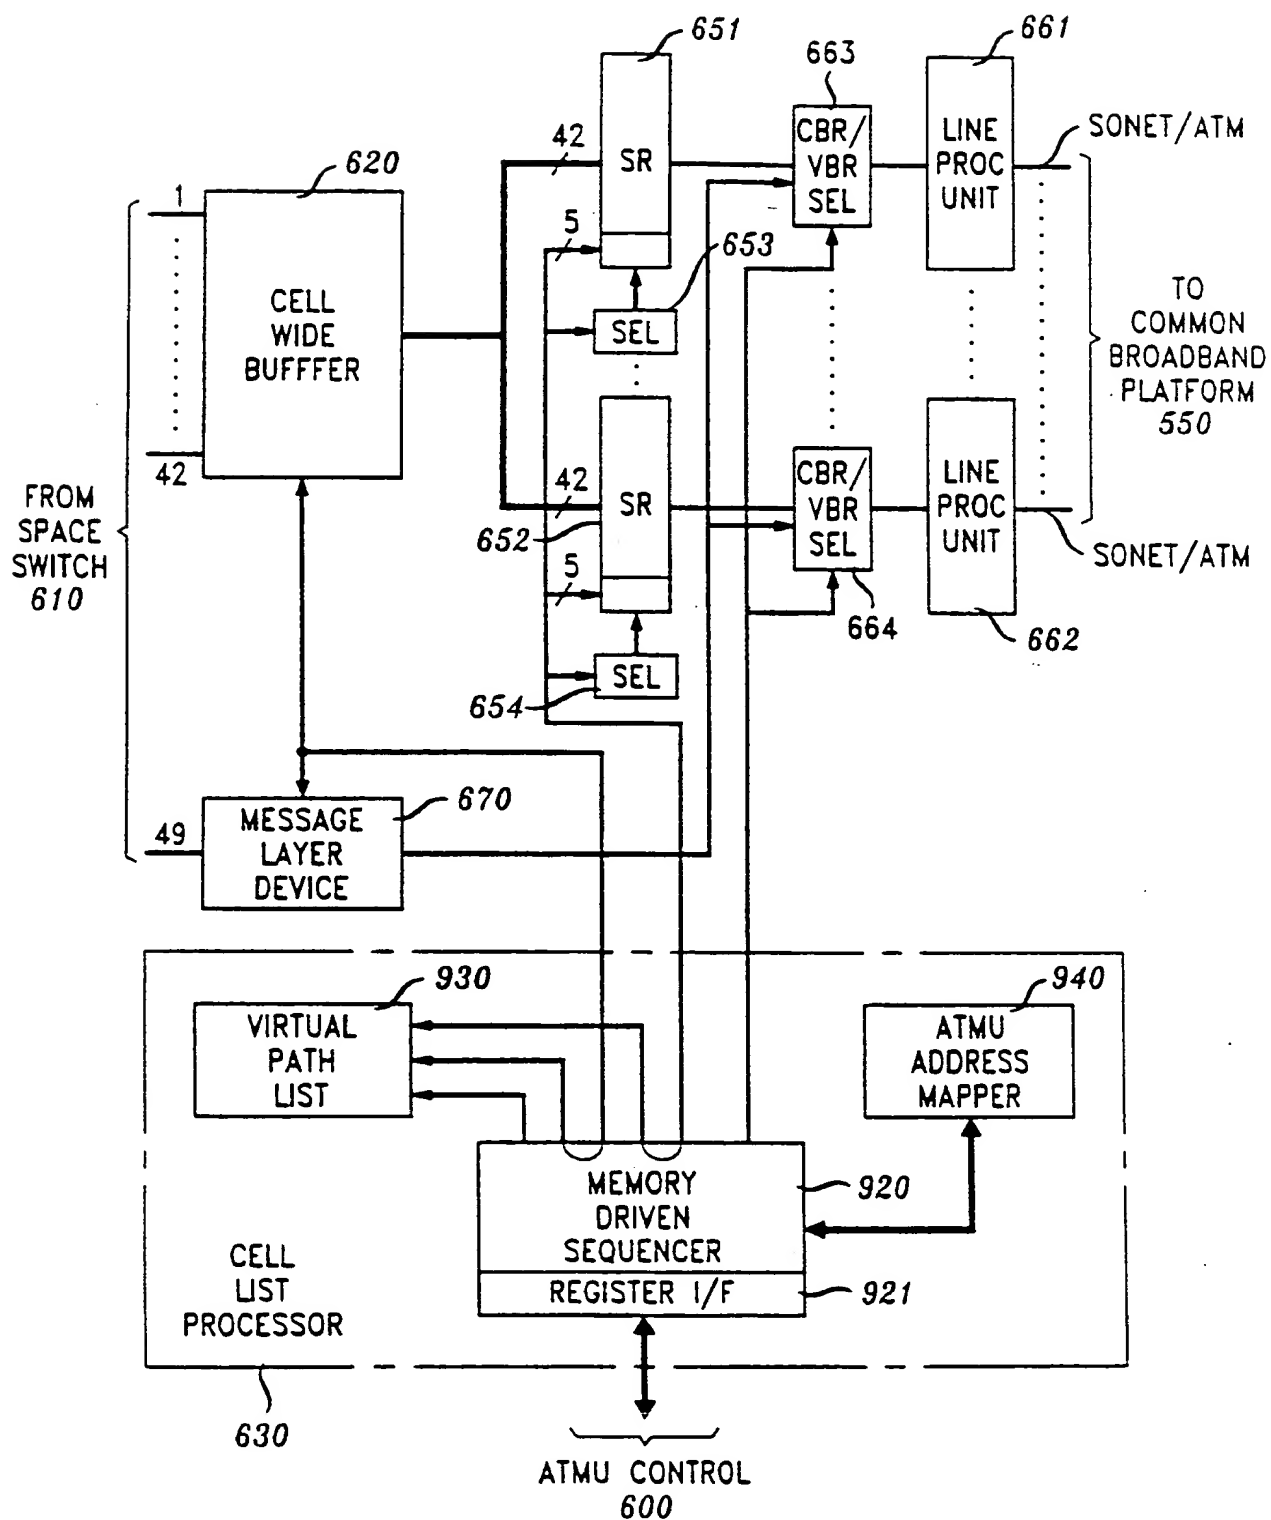 651
661
663
42
SR
CBR/
VBR
SEL
LINE
PROC
UNIT
SONET/ATM
620
1
CELL
WIDE
BUFFFER
42
5
653
SEL
TO
COMMON
BROADBAND
PLATFORM
550
FROM
SPACE
SWITCH
610
42
SR
652
5
CBR/
VBR
SEL
664
LINE
PROC
UNIT
662
SONET/ATM
SEL
654
49
MESSAGE
LAYER
DEVICE
670
930
VIRTUAL
PATH
LIST
940
ATMU
ADDRESS
MAPPER
MEMORY
DRIVEN
SEQUENCER
920
REGISTER I/F
921
CELL
LIST
PROCESSOR
630
ATMU CONTROL
600